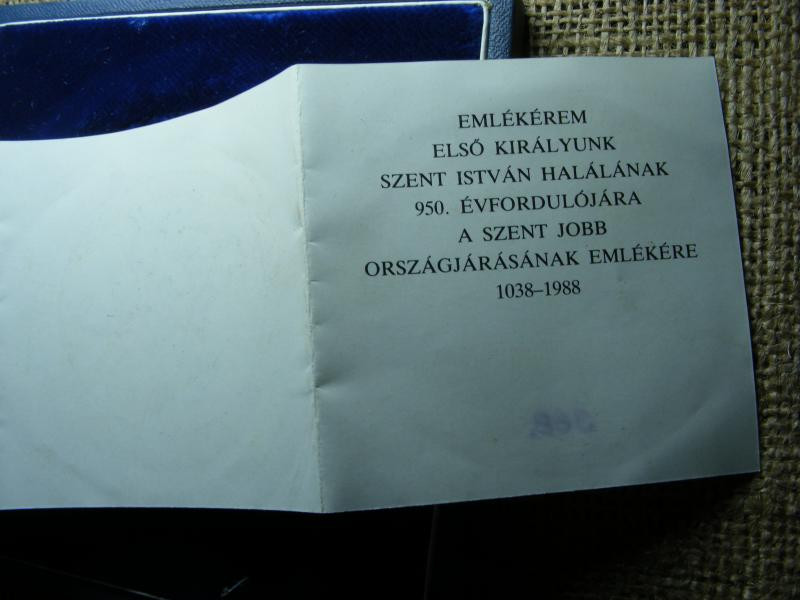 EMLÉKÉREM
ELSŐ KIRÁLYUNK
SZENT ISTVÁN HALÁLÁNAK
950. ÉVFORDULÓJÁRA
A SZENT JOBB
ORSZÁGJÁRÁSÁNAK EMLÉKÉRE
1038–1988